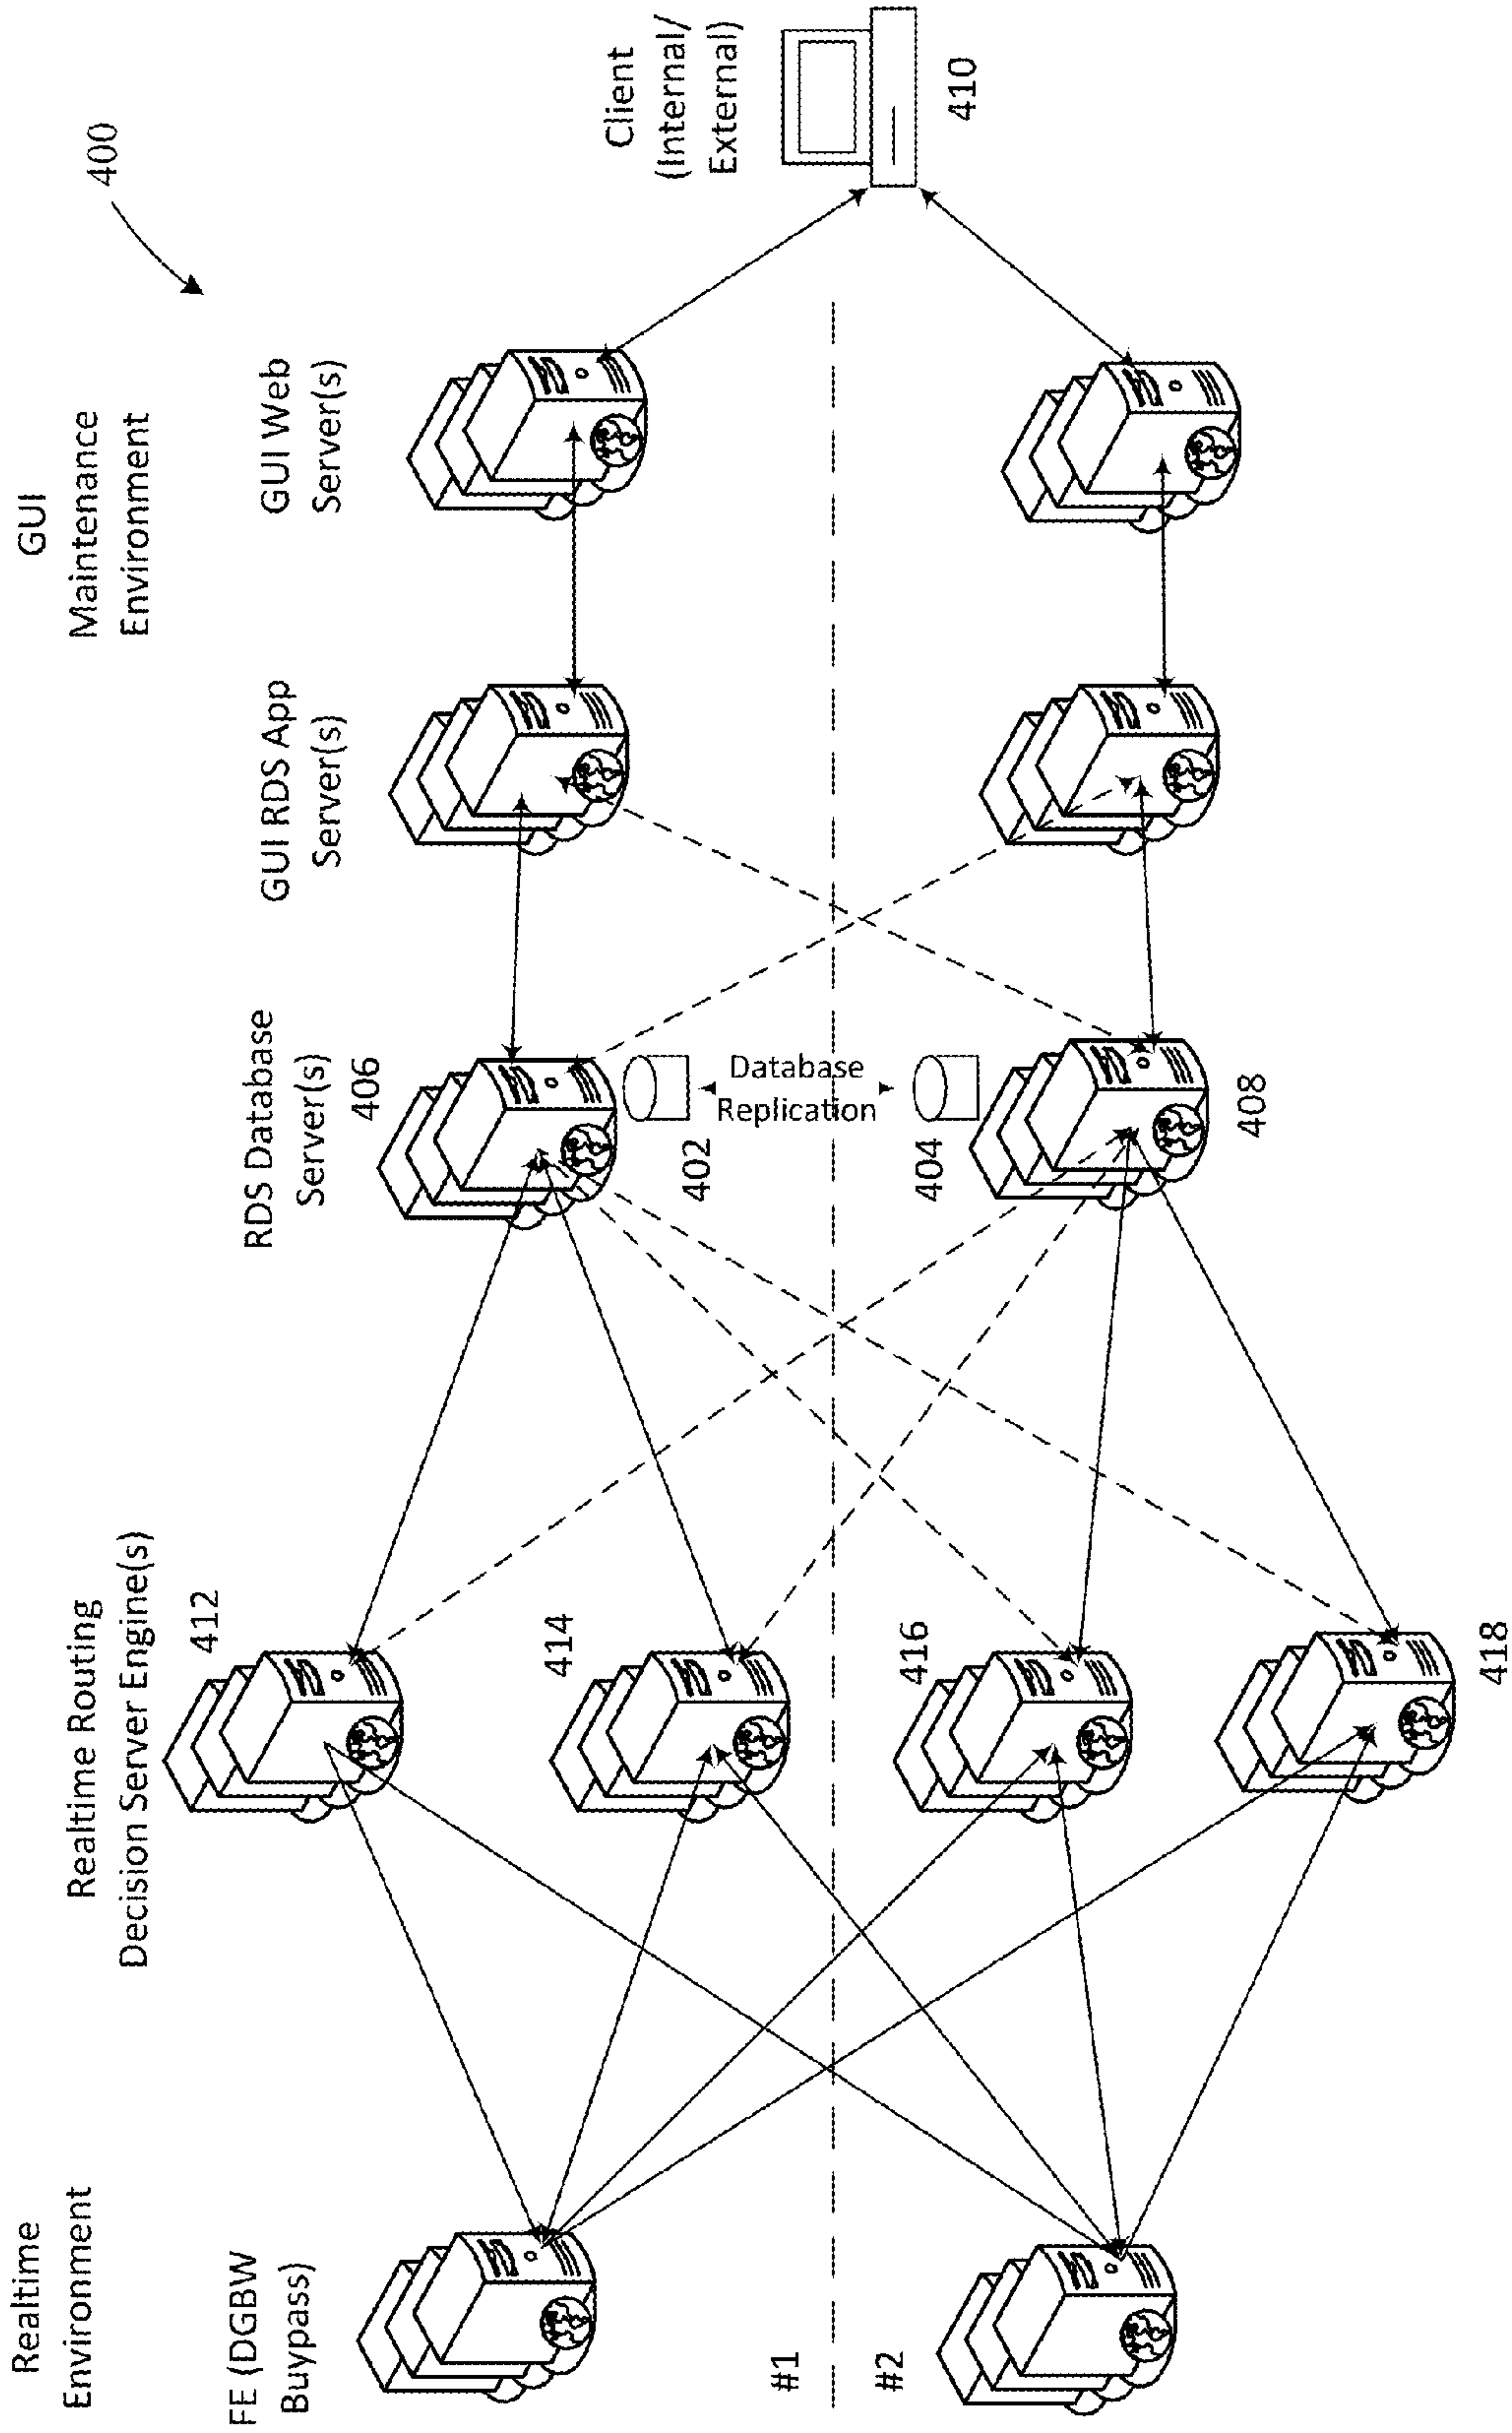 Realtime
Environment
GUI
Maintenance
Environment
400
FE (DGBW
Buypass)
Realtime Routing
Decision Server Engine(s)
RDS Database
Server(s)
GUI RDS App
Server(s)
GUI Web
Server(s)
Client
(Internal/
External)
412
406
414
402
Database
Replication
410
#1
#2
416
404
408
418